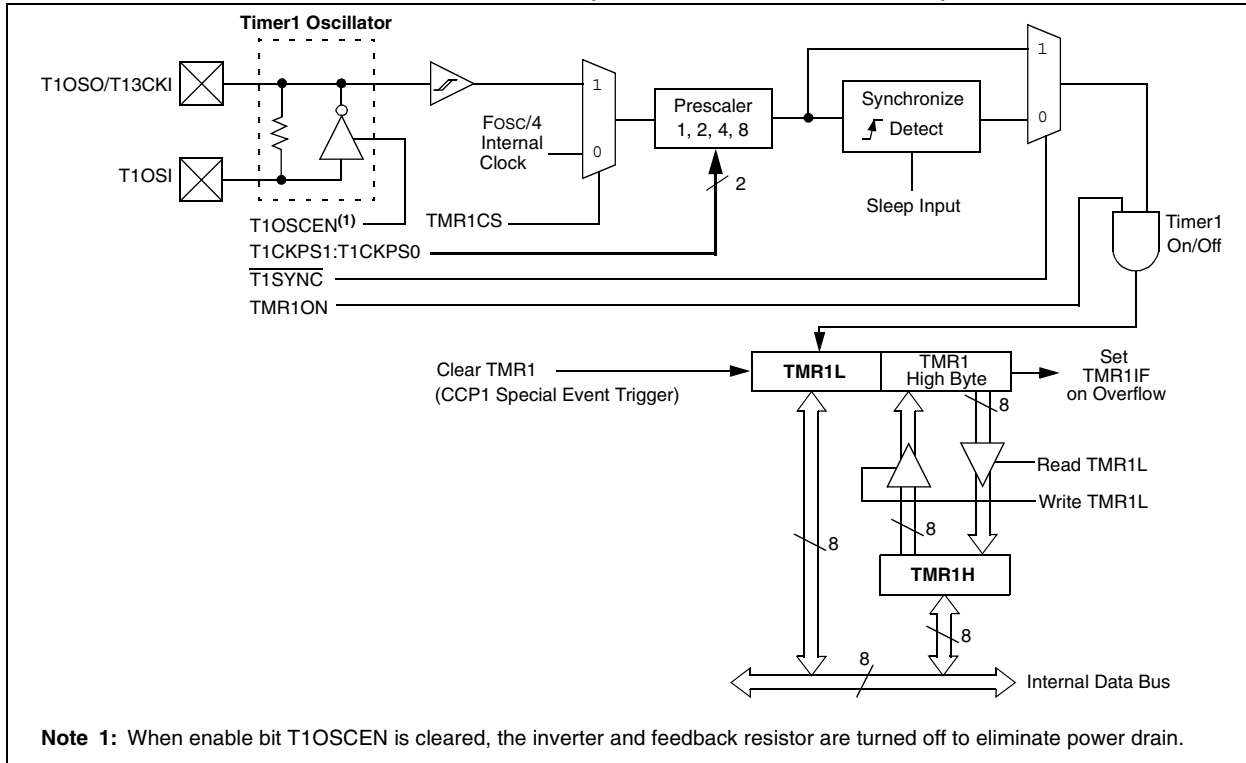 Timer1 Oscillator
T1OSO/T13CKI
T1OSI
1
0
FOSC/4
Internal
Clock
Prescaler
1, 2, 4, 8
2
Synchronize
Detect
Sleep Input
1
0
T1OSCEN(1)
TMR1CS
T1CKPS1:T1CKPS0
T1SYNC
TMR1ON
Timer1
On/Off
Clear TMR1
(CCP1 Special Event Trigger)
TMR1L
TMR1
High Byte
Set
TMR1IF
on Overflow
8
Read TMR1L
Write TMR1L
8
8
TMR1H
8
8
Internal Data Bus
Note 1: When enable bit T1OSCEN is cleared, the inverter and feedback resistor are turned off to eliminate power drain.